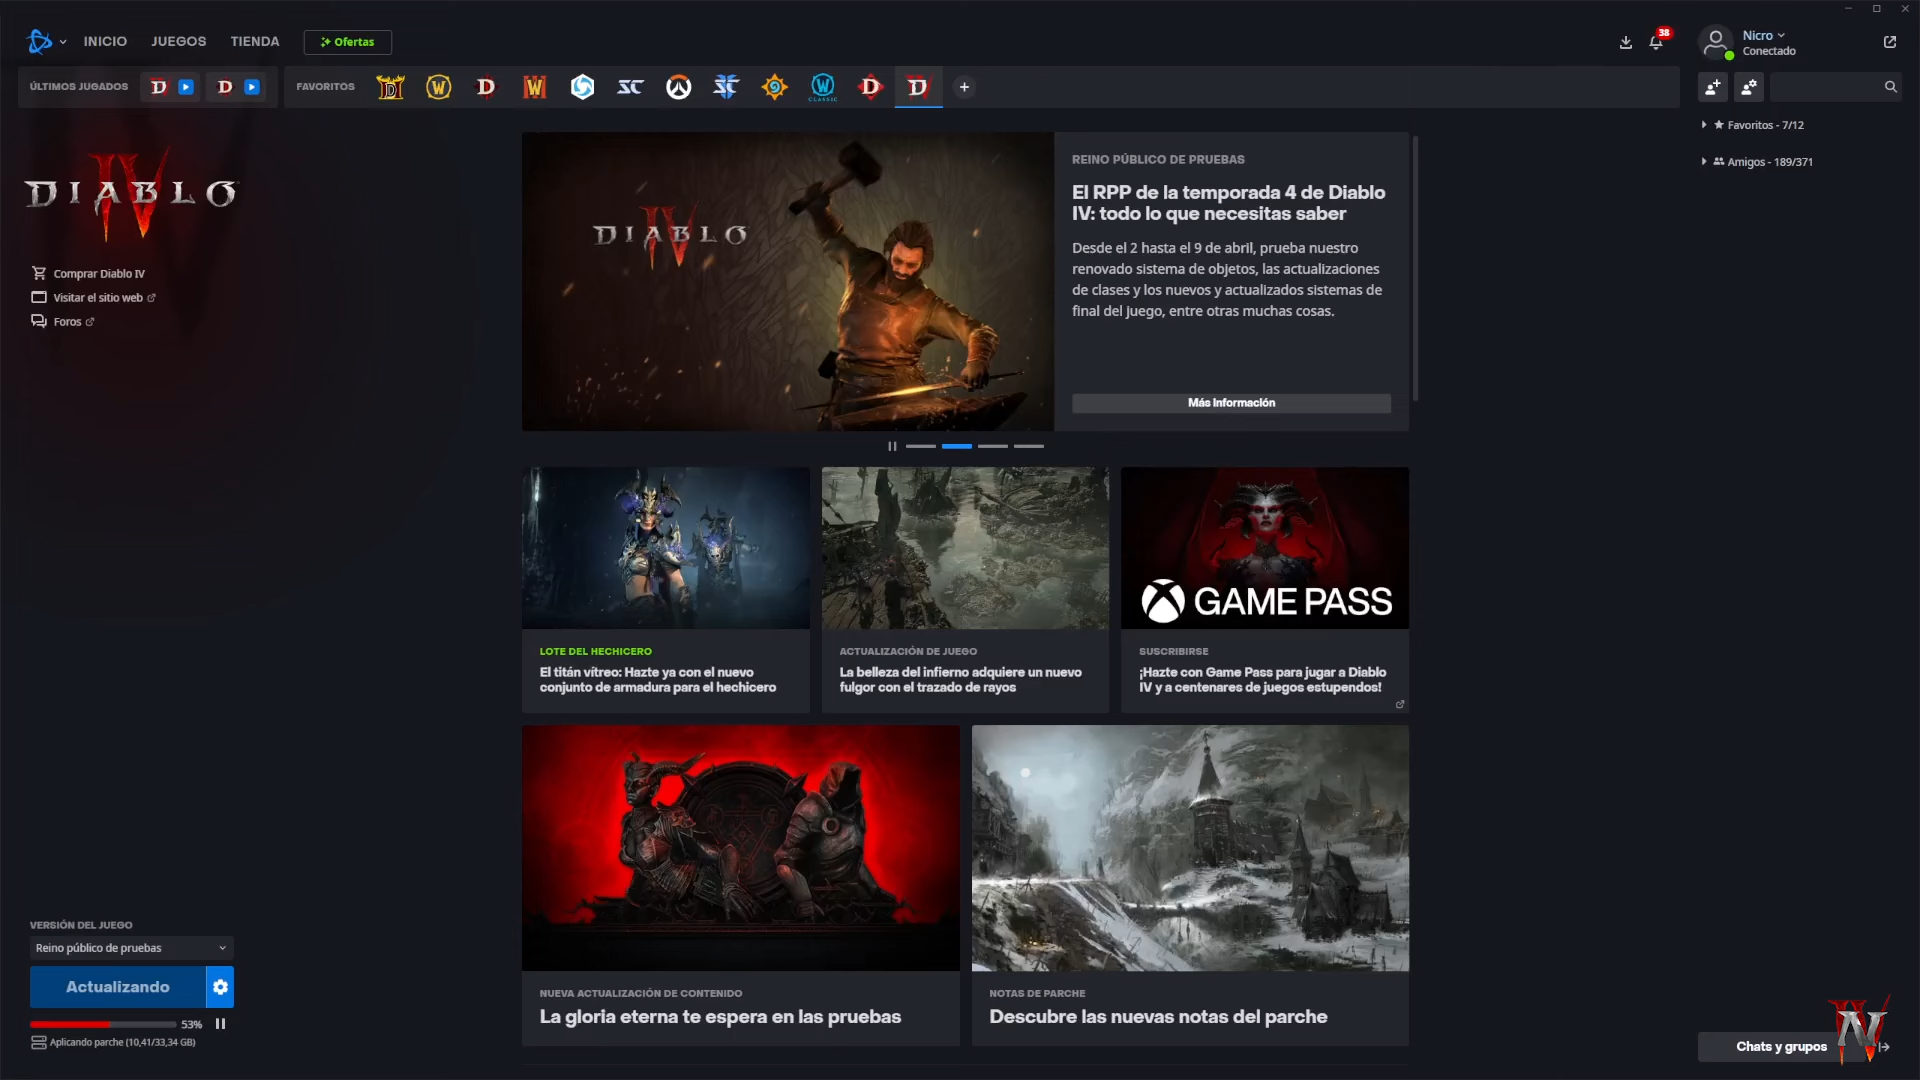 INICIO
JUEGOS
TIENDA
Ofertas
38
Nicro
Conectado
ÚLTIMOS JUGADOS
FAVORITOS
CLASSIC
Favoritos - 7/12
Amigos - 189/371
DIABLO IV
Comprar Diablo IV
Visitar el sitio web
Foros
DIABLO IV
REINO PÚBLICO DE PRUEBAS
El RPP de la temporada 4 de Diablo
IV: todo lo que necesitas saber
Desde el 2 hasta el 9 de abril, prueba nuestro
renovado sistema de objetos, las actualizaciones
de clases y los nuevos y actualizados sistemas de
final del juego, entre otras muchas cosas.
Más información
LOTE DEL HECHICERO
El titán vítreo: Hazte ya con el nuevo
conjunto de armadura para el hechicero
ACTUALIZACIÓN DE JUEGO
La belleza del infierno adquiere un nuevo
fulgor con el trazado de rayos
GAME PASS
SUSCRIBIRSE
¡Hazte con Game Pass para jugar a Diablo
IV y a centenares de juegos estupendos!
NUEVA ACTUALIZACIÓN DE CONTENIDO
La gloria eterna te espera en las pruebas
NOTAS DE PARCHE
Descubre las nuevas notas del parche
VERSIÓN DEL JUEGO
Reino público de pruebas
Actualizando
53%
Aplicando parche (10,41/33,34 GB)
Chats y grupos